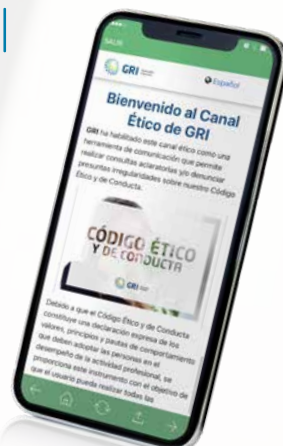 SALIR
GRI
Español
Bienvenido al Canal
Ético de GRI
GRI ha habilitado este canal ético como una
herramienta de comunicación que permite
realizar consultas aclaratorias y/o denunciar
presuntas irregularidades sobre nuestro Código
Ético y de Conducta.
CÓDIGO ÉTICO
Y DE CONDUCTA
GRI
Debido a que el Código Ético y de Conducta
constituye una declaración expresa de los
valores, principios y pautas de comportamiento
que deben adoptar las personas en el
desempeño de la actividad profesional, se
proporciona este instrumento con el objetivo de
que el usuario pueda realizar todas las